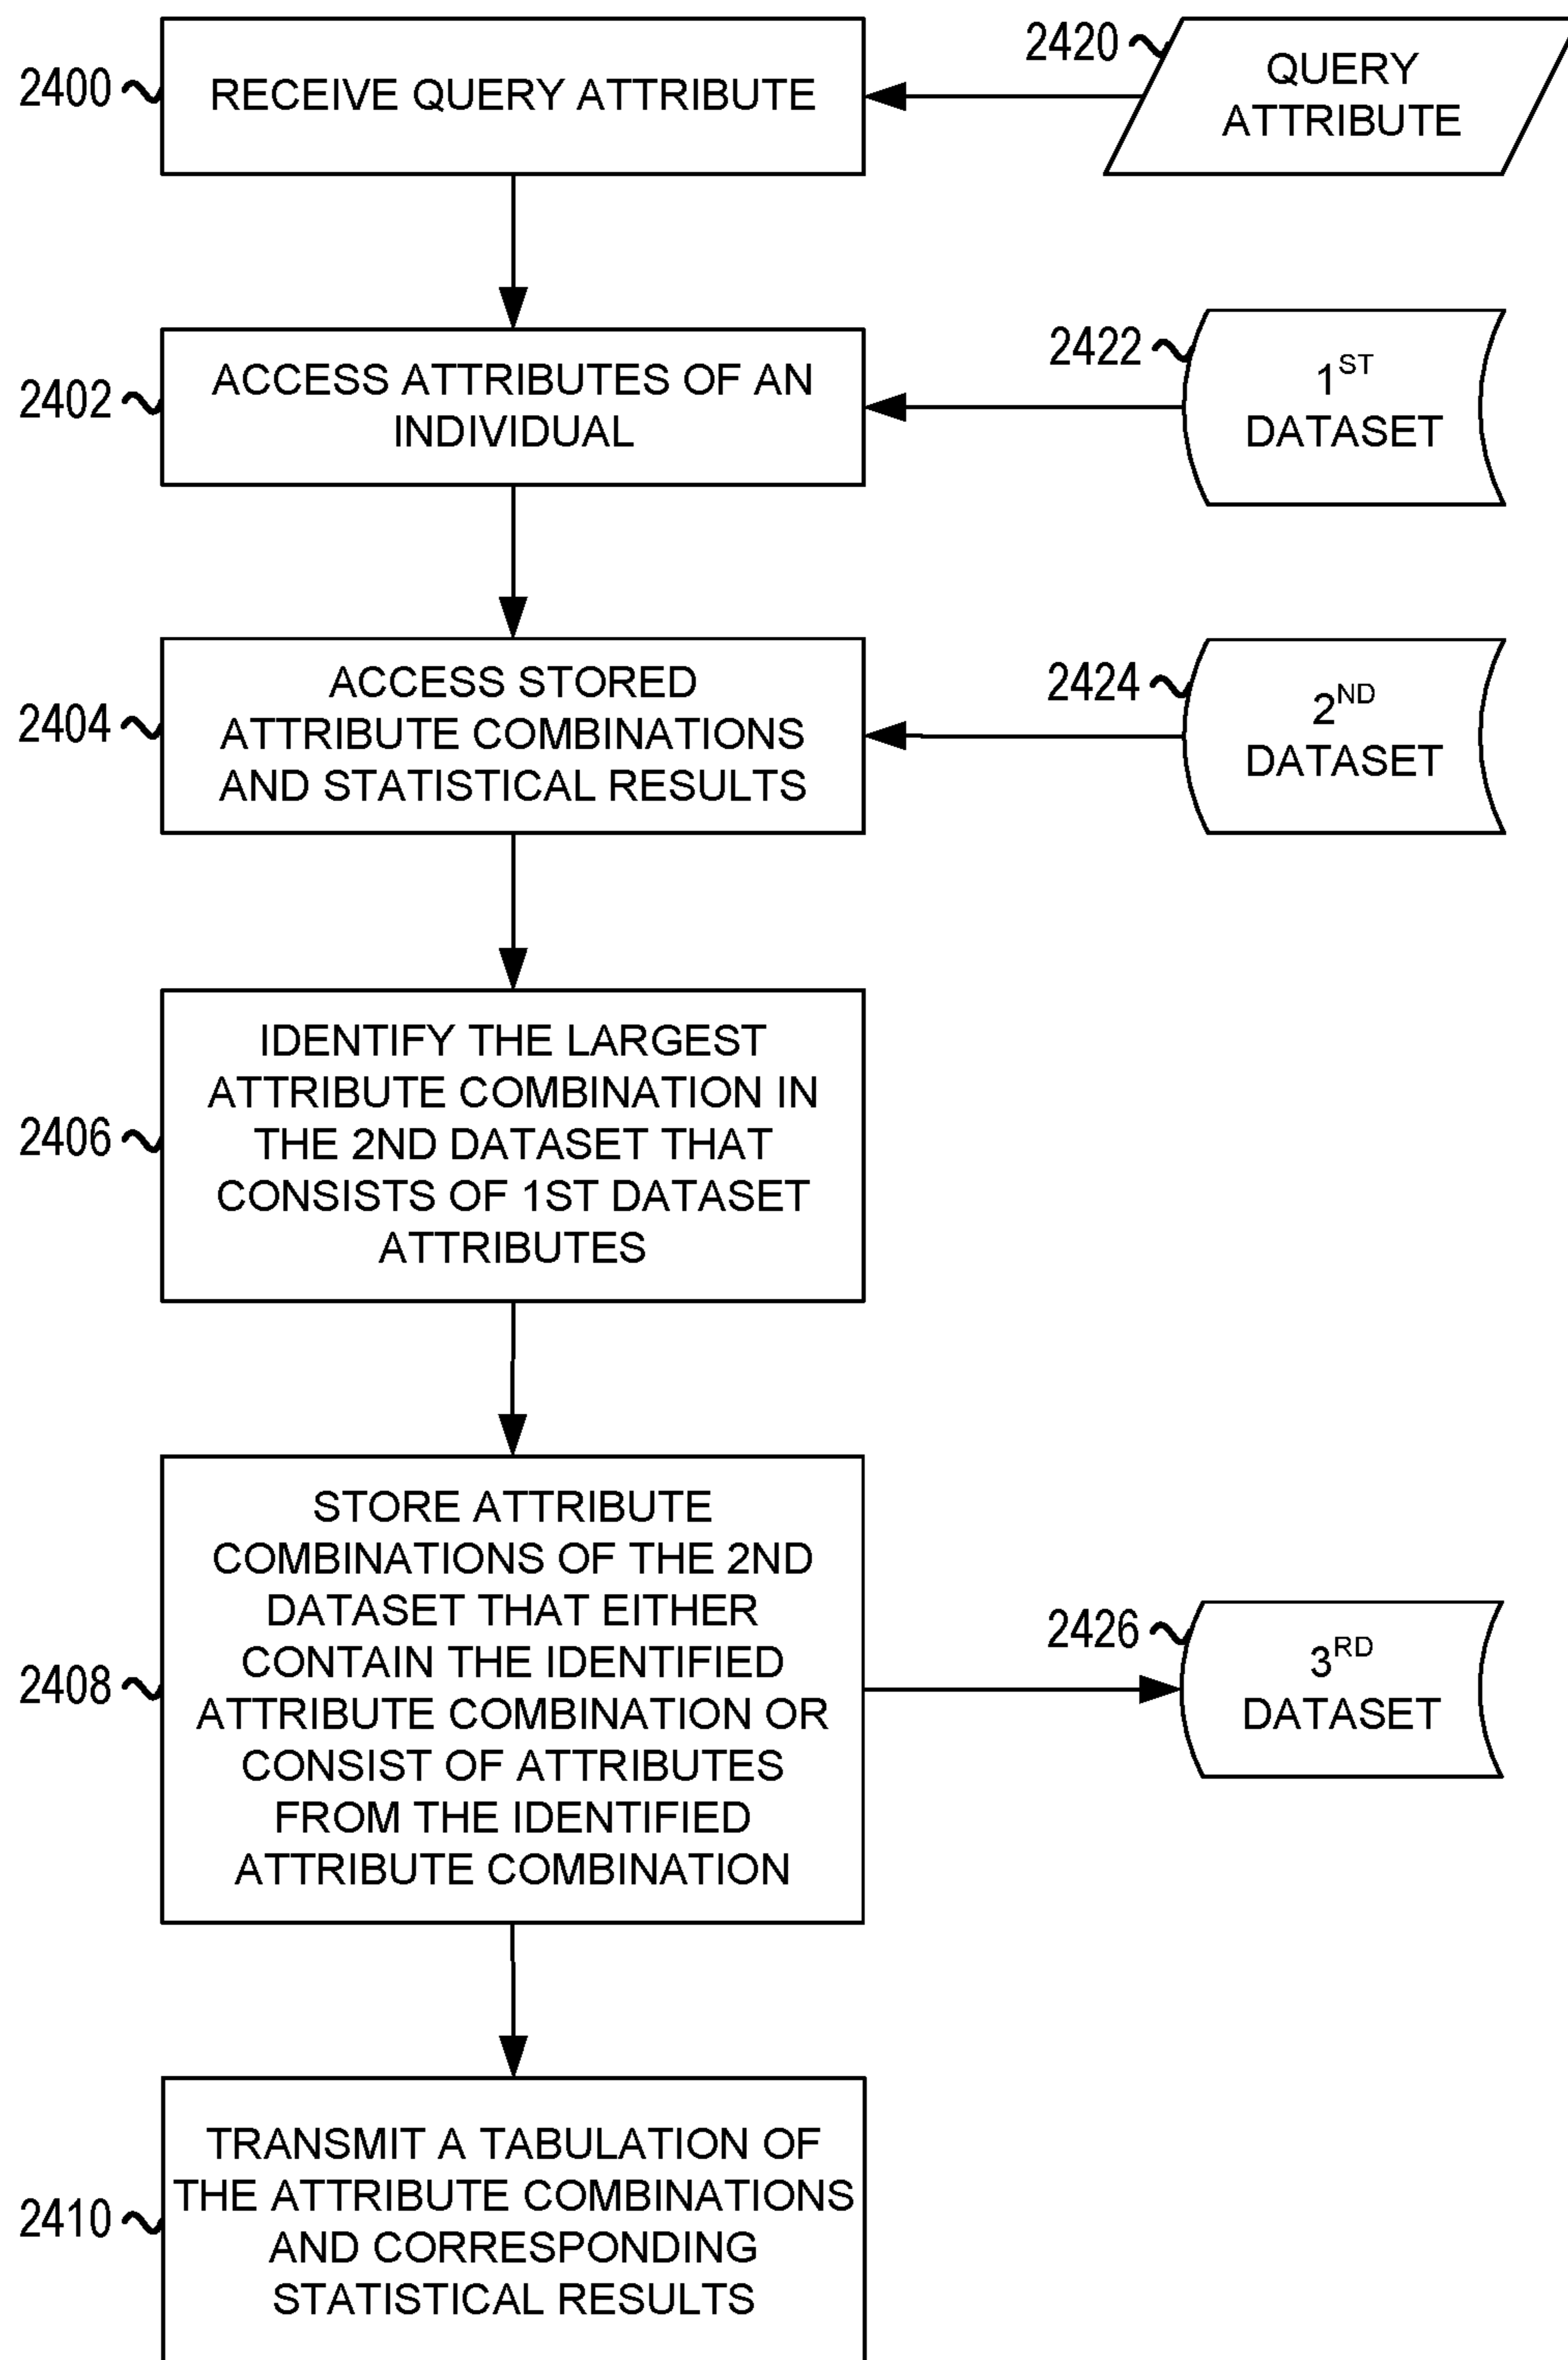 2400
RECEIVE QUERY ATTRIBUTE
2420
QUERY
ATTRIBUTE
2402
ACCESS ATTRIBUTES OF AN
INDIVIDUAL
2422
1ST
DATASET
2404
ACCESS STORED
ATTRIBUTE COMBINATIONS
AND STATISTICAL RESULTS
2424
2ND
DATASET
2406
IDENTIFY THE LARGEST
ATTRIBUTE COMBINATION IN
THE 2ND DATASET THAT
CONSISTS OF 1ST DATASET
ATTRIBUTES
2408
STORE ATTRIBUTE
COMBINATIONS OF THE 2ND
DATASET THAT EITHER
CONTAIN THE IDENTIFIED
ATTRIBUTE COMBINATION OR
CONSIST OF ATTRIBUTES
FROM THE IDENTIFIED
ATTRIBUTE COMBINATION
2426
3RD
DATASET
2410
TRANSMIT A TABULATION OF
THE ATTRIBUTE COMBINATIONS
AND CORRESPONDING
STATISTICAL RESULTS